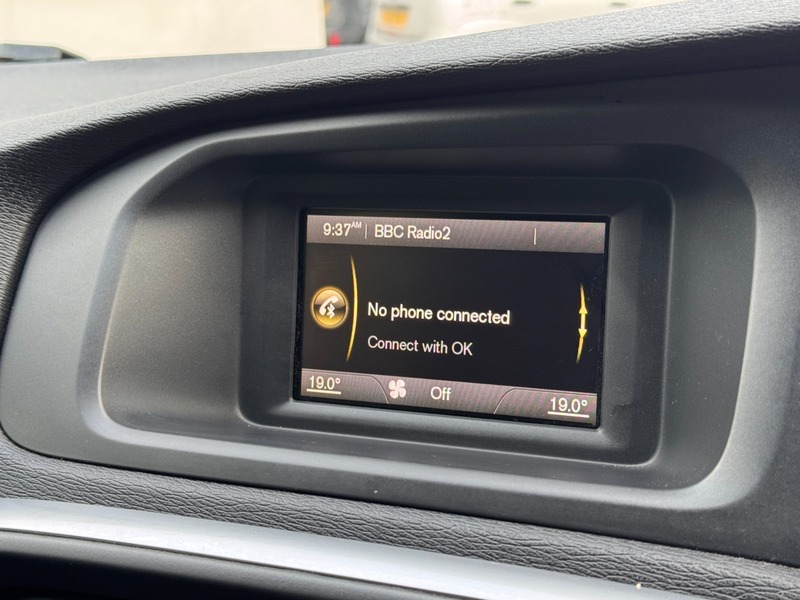 9:37AM BBC Radio2
No phone connected
Connect with OK
19.0° Off 19.0°